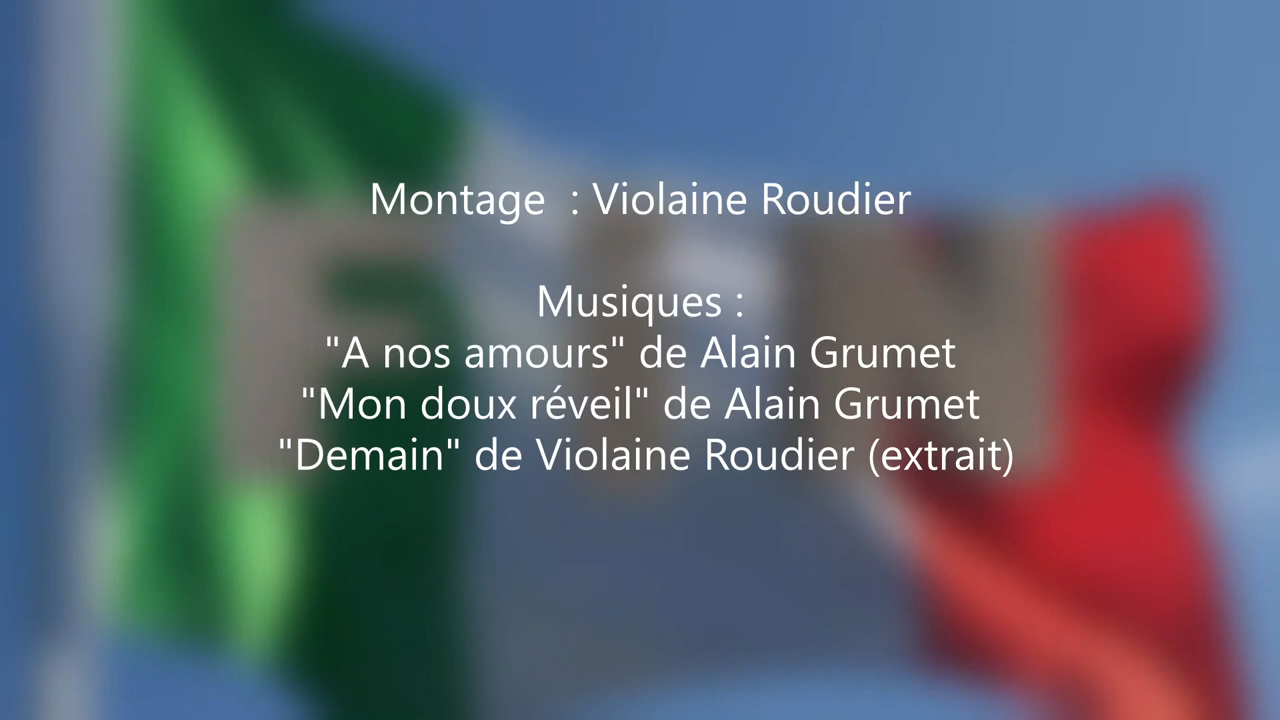 Montage  : Violaine Roudier
Musiques :
"A nos amours" de Alain Grumet
"Mon doux réveil" de Alain Grumet
"Demain" de Violaine Roudier (extrait)